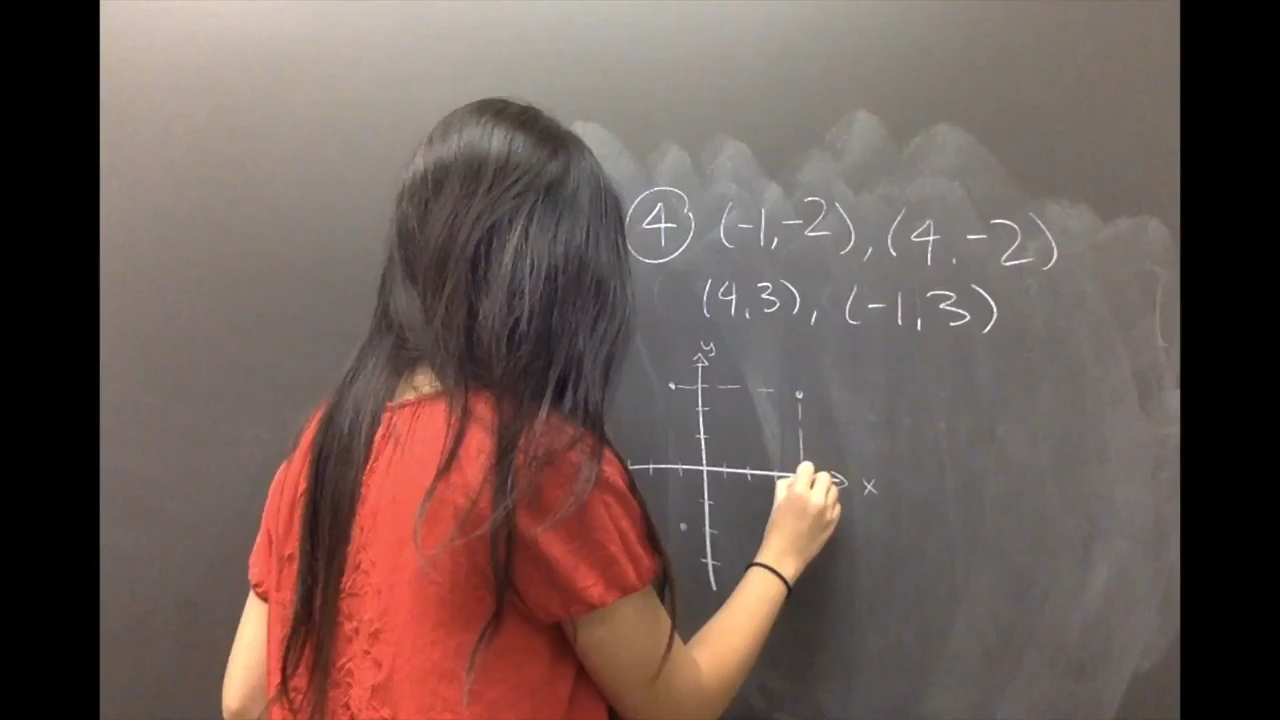 ④ (-1,-2), (4.-2)
(4,3), (-1,3)
y
x